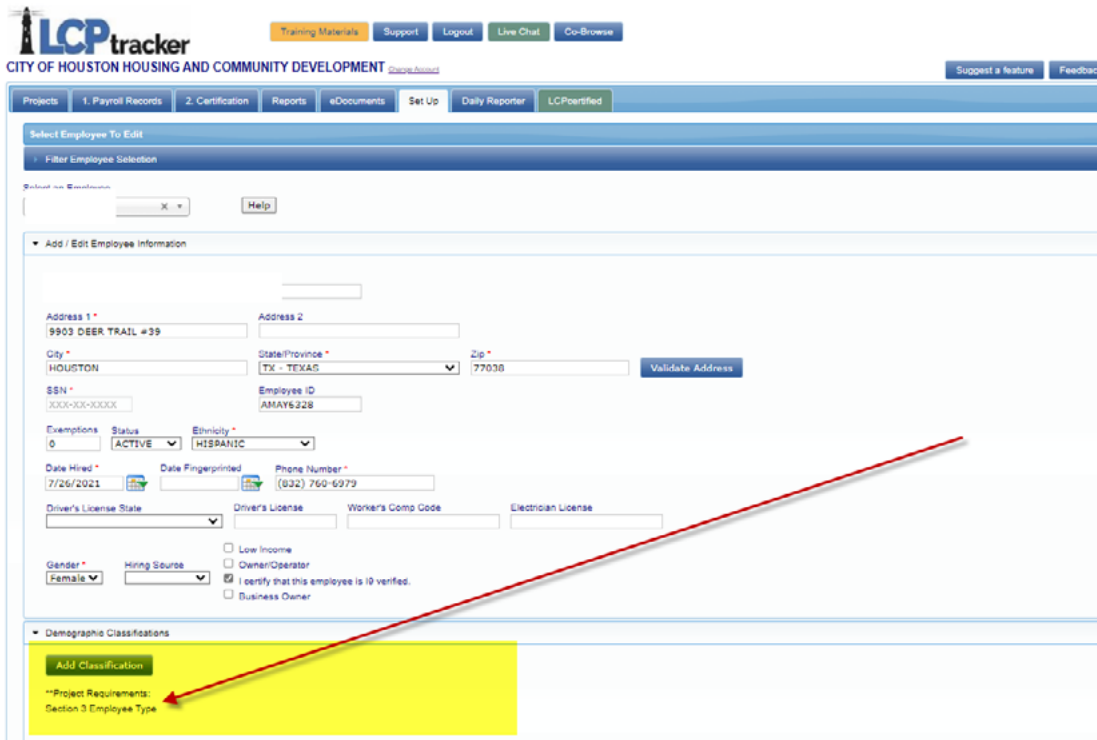 LCPtracker
Training Materials Support Logout Live Chat Co-Browse
CITY OF HOUSTON HOUSING AND COMMUNITY DEVELOPMENT Change Account
Suggest a feature Feedbac
Projects 1. Payroll Records 2. Certification Reports eDocuments Set Up Daily Reporter LCPcertified
Select Employee To Edit
Filter Employee Selection
Select an Employee
X
Help
Add / Edit Employee Information
Address 1 * Address 2
9903 DEER TRAIL #39
City * State/Province * Zip *
HOUSTON TX - TEXAS 77038 Validate Address
SSN * Employee ID
XXX-XX-XXXX AMAY6328
Exemptions Status Ethnicity *
0 ACTIVE HISPANIC
Date Hired * Date Fingerprinted Phone Number *
7/26/2021 (832) 760-6979
Driver's License State Driver's License Worker's Comp Code Electrician License
Low Income
Gender * Hiring Source Owner/Operator
Female I certify that this employee is I9 verified.
Business Owner
Demographic Classifications
Add Classification
**Project Requirements:
Section 3 Employee Type